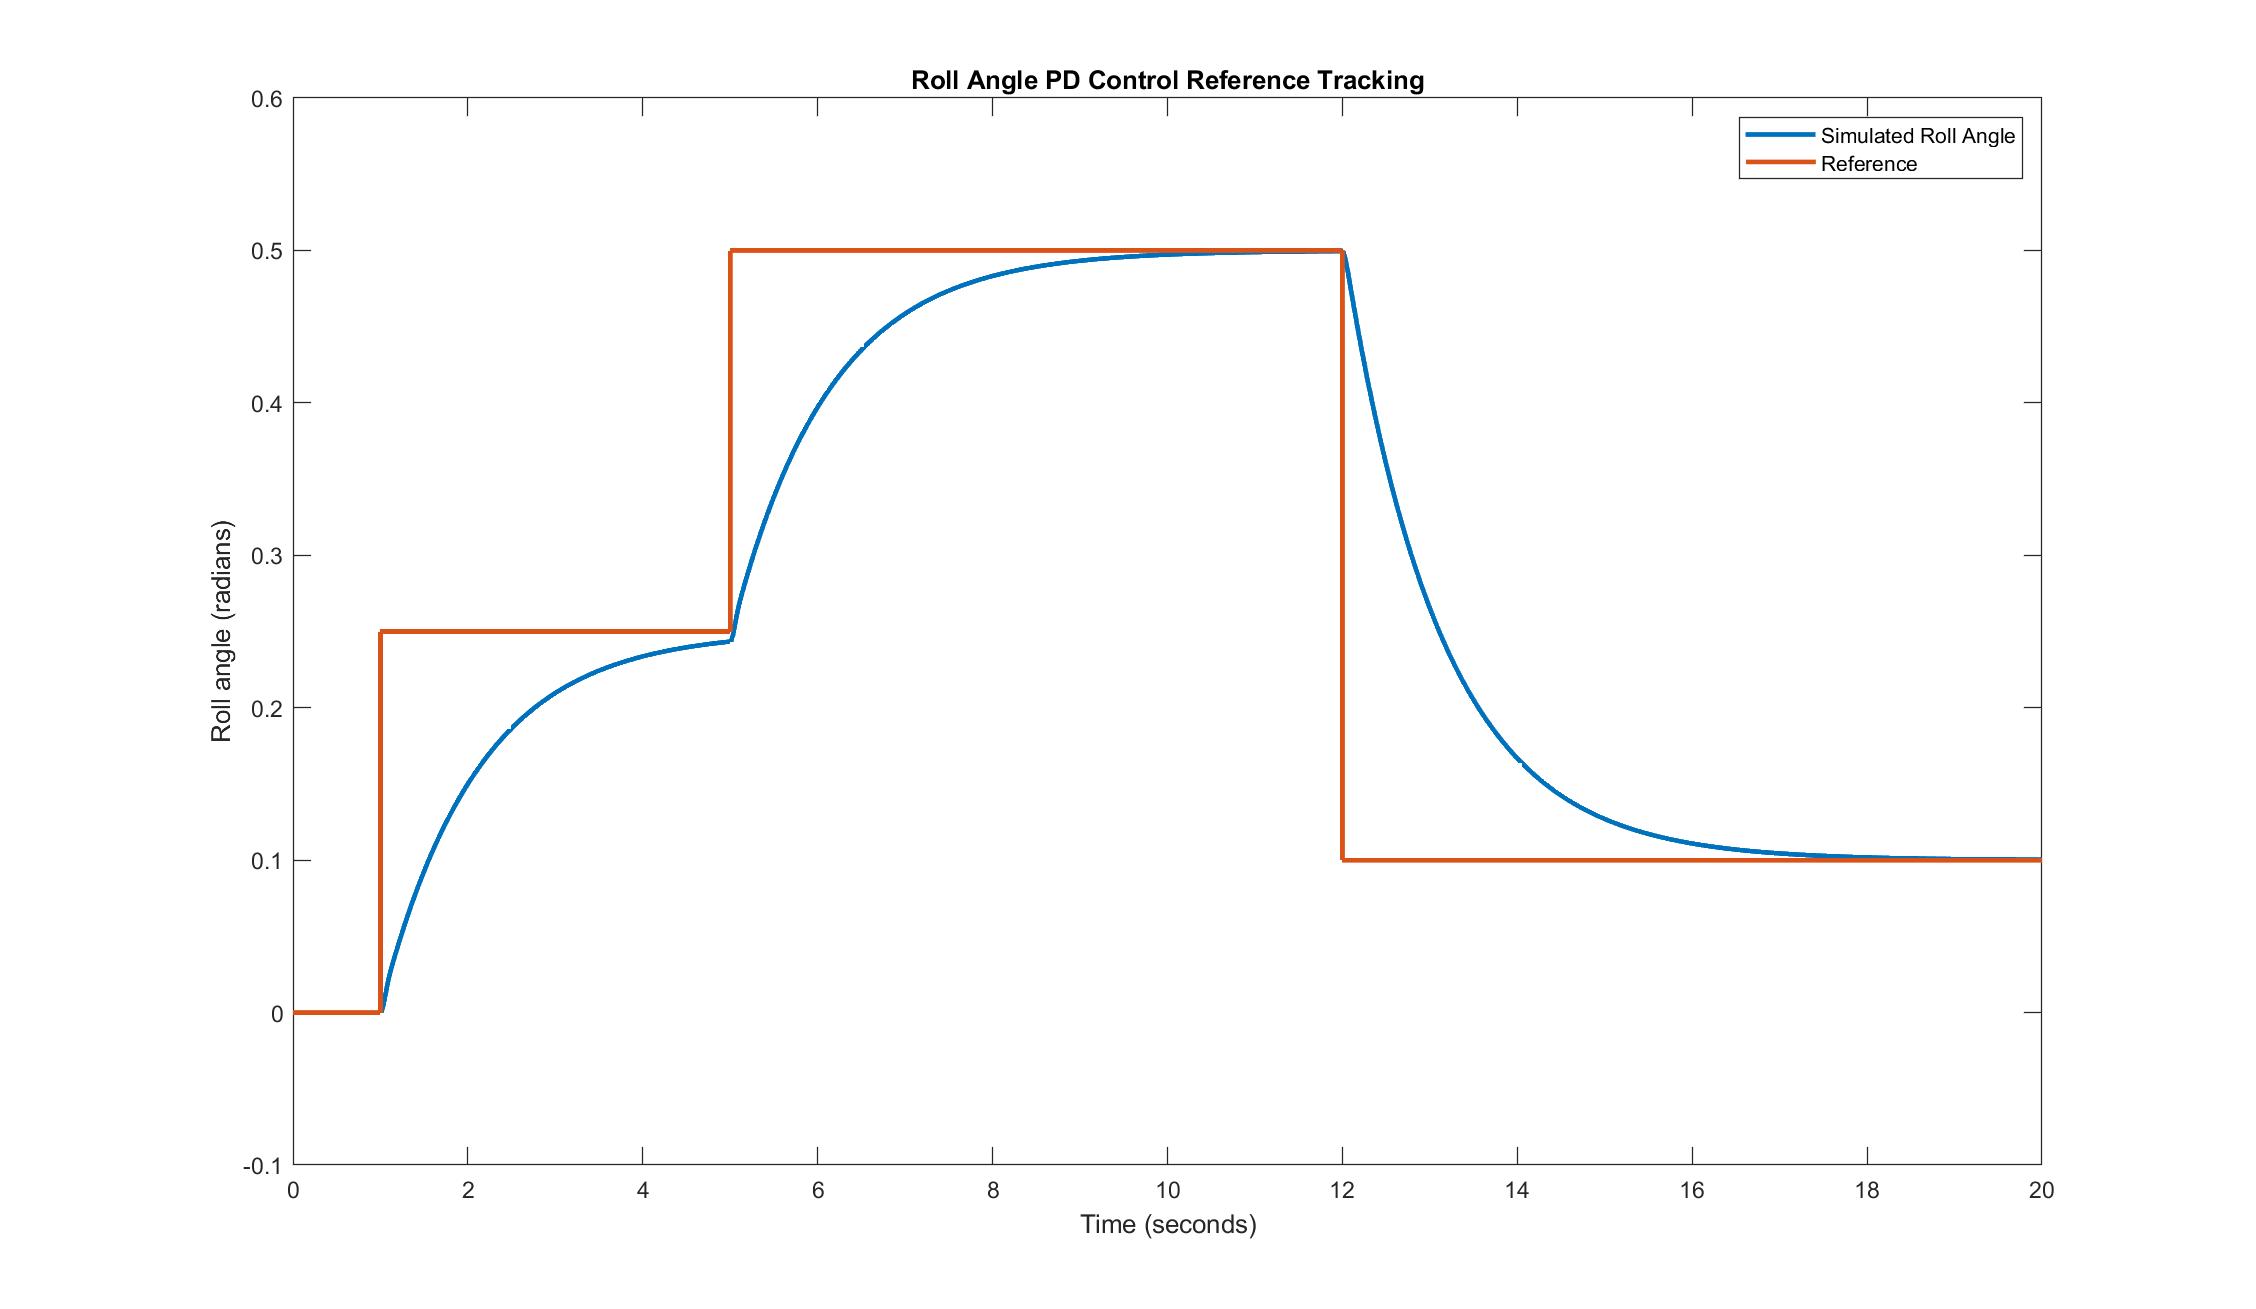 Roll Angle PD Control Reference Tracking
Simulated Roll Angle
Reference
Roll angle (radians)
0.6
0.5
0.4
0.3
0.2
0.1
0
-0.1
0 2 4 6 8 10 12 14 16 18 20
Time (seconds)